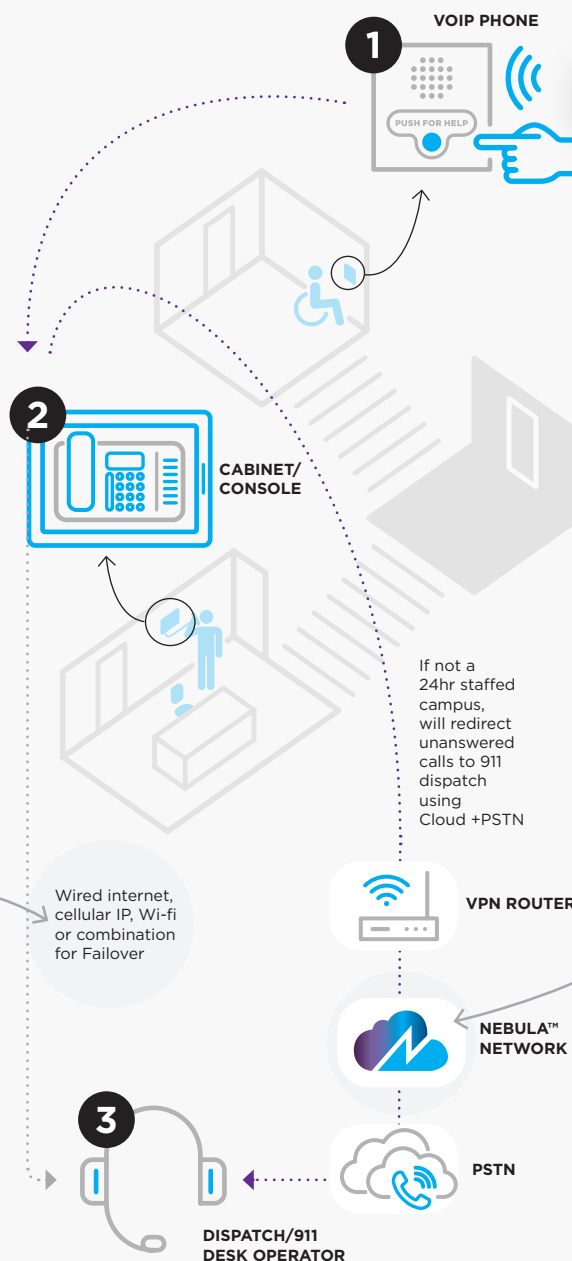 VOIP PHONE
1
PUSH FOR HELP
2
CABINET/
CONSOLE
If not a
24hr staffed
campus,
will redirect
unanswered
calls to 911
dispatch
using
Cloud +PSTN
Wired internet,
cellular IP, Wi-fi
or combination
for Failover
VPN ROUTER
NEBULA™
NETWORK
3
PSTN
DISPATCH/911
DESK OPERATOR